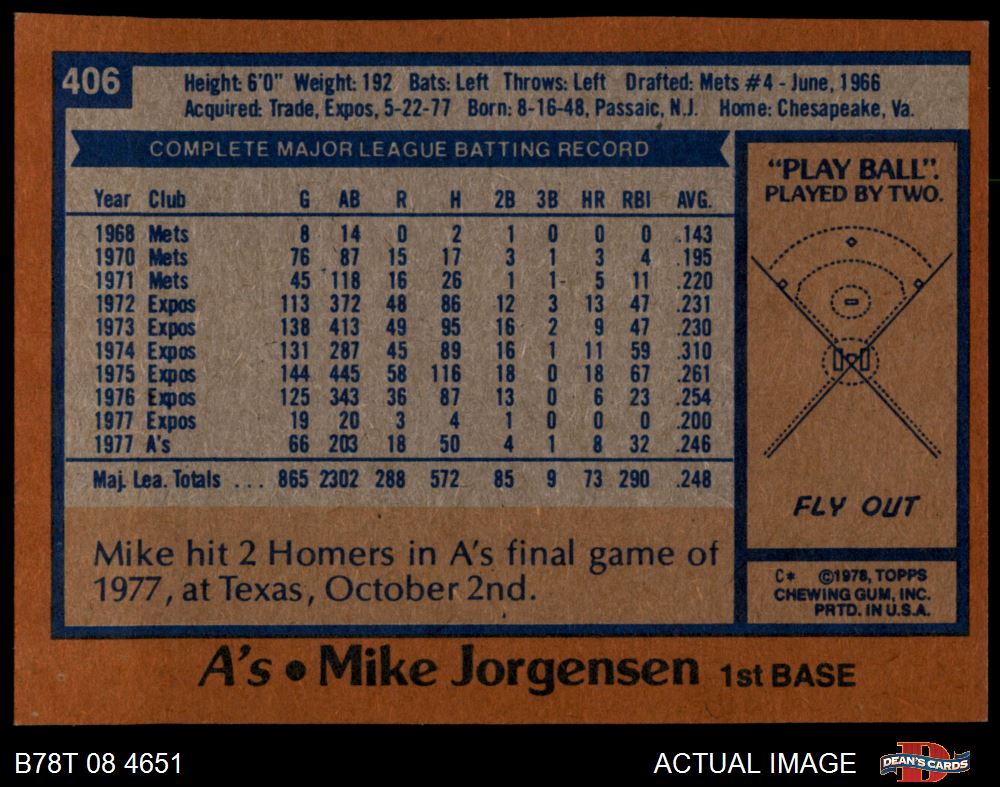 406
Height: 6'0" Weight: 192 Bats: Left Throws: Left Drafted: Mets #4 - June, 1966
Acquired: Trade, Expos, 5-22-77 Born: 8-16-48, Passaic, N.J. Home: Chesapeake, Va.
COMPLETE MAJOR LEAGUE BATTING RECORD
Year Club G AB R H 2B 3B HR RBI AVG.
1968 Mets 8 14 0 2 1 0 0 0 .143
1970 Mets 76 87 15 17 3 1 3 4 .195
1971 Mets 45 118 16 26 1 1 5 11 .220
1972 Expos 113 372 48 86 12 3 13 47 .231
1973 Expos 138 413 49 95 16 2 9 47 .230
1974 Expos 131 287 45 89 16 1 11 59 .310
1975 Expos 144 445 58 116 18 0 18 67 .261
1976 Expos 125 343 36 87 13 0 6 23 .254
1977 Expos 19 20 3 4 1 0 0 0 .200
1977 A's 66 203 18 50 4 1 8 32 .246
Maj. Lea. Totals ... 865 2302 288 572 85 9 73 290 .248
Mike hit 2 Homers in A's final game of
1977, at Texas, October 2nd.
"PLAY BALL".
PLAYED BY TWO.
FLY OUT
C* ©1978, TOPPS
CHEWING GUM, INC.
PRTD. IN U.S.A.
A's • Mike Jorgensen 1st BASE
B78T 08 4651
ACTUAL IMAGE
DEAN'S CARDS